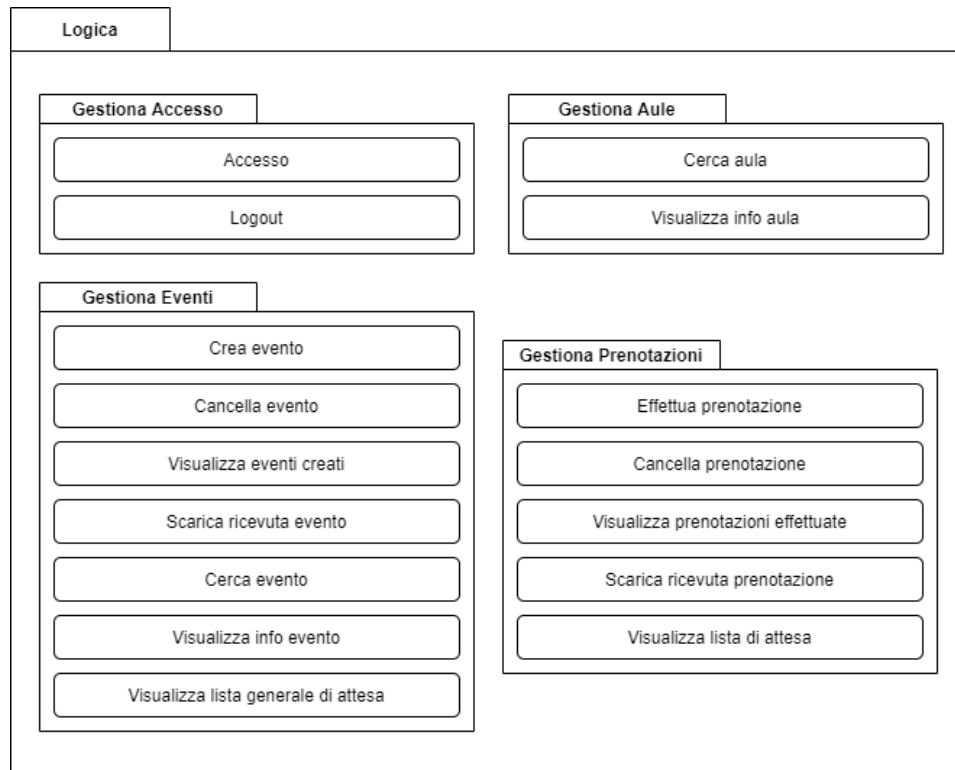 Logica
Gestiona Accesso
Accesso
Logout
Gestiona Aule
Cerca aula
Visualizza info aula
Gestiona Eventi
Crea evento
Cancella evento
Visualizza eventi creati
Scarica ricevuta evento
Cerca evento
Visualizza info evento
Visualizza lista generale di attesa
Gestiona Prenotazioni
Effettua prenotazione
Cancella prenotazione
Visualizza prenotazioni effettuate
Scarica ricevuta prenotazione
Visualizza lista di attesa